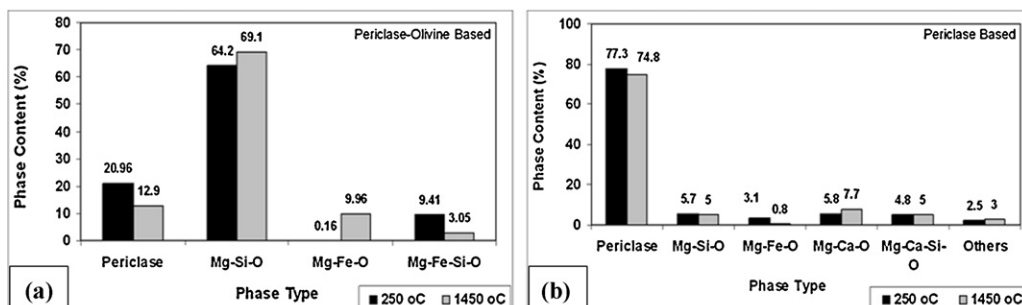 Periclase-Olivine Based
Phase Content (%)
80
70
60
50
40
30
20
10
0
20.96
12.9
64.2
69.1
0.16
9.96
9.41
3.05
Periclase
Mg-Si-O
Mg-Fe-O
Mg-Fe-Si-O
Phase Type
250 oC
1450 oC
(a)
Periclase Based
Phase Content (%)
100
80
60
40
20
0
77.3
74.8
5.7
5
3.1
0.8
5.8
7.7
4.8
5
2.5
3
Periclase
Mg-Si-O
Mg-Fe-O
Mg-Ca-O
Mg-Ca-Si-
O
Others
Phase Type
250 oC
1450 oC
(b)